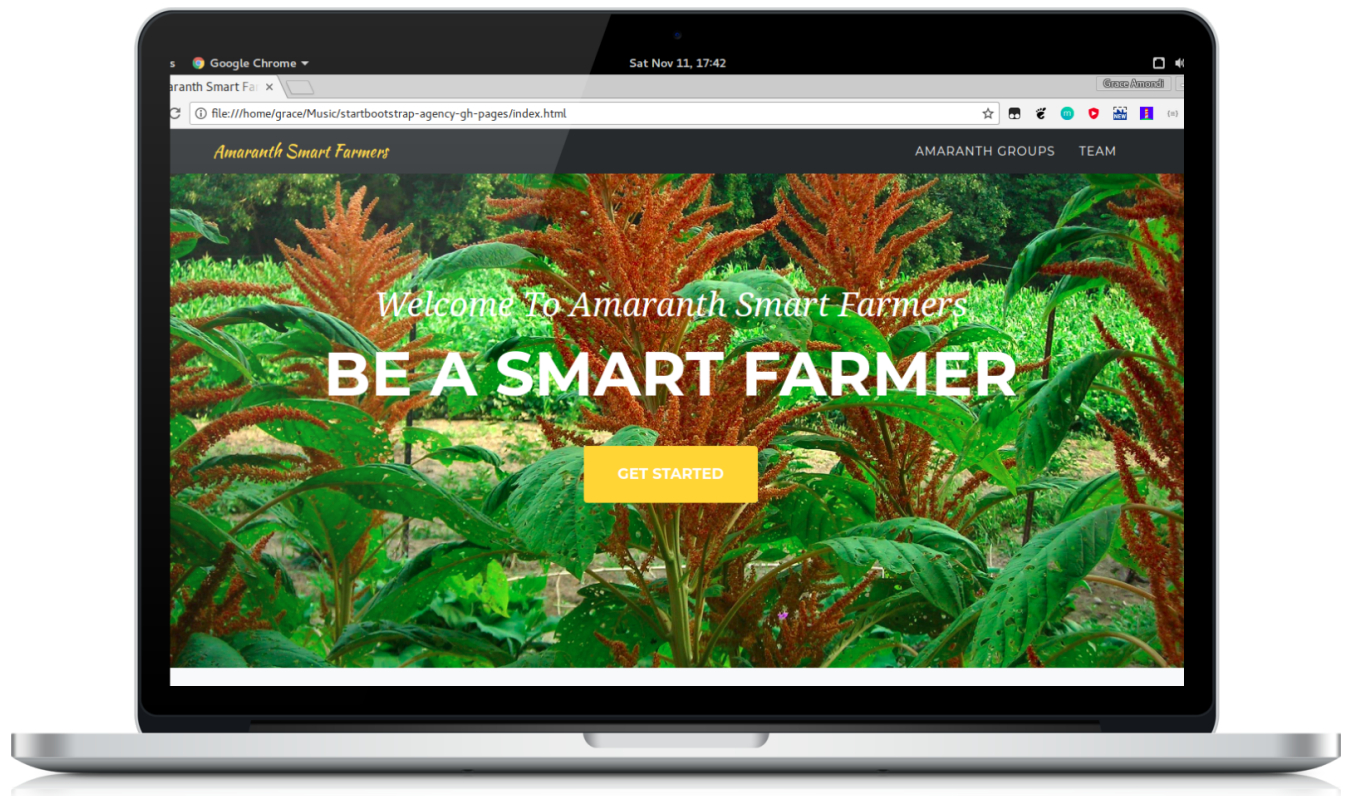 s Google Chrome Sat Nov 11, 17:42
aranth Smart Fa Grace Amondi
file:///home/grace/Music/startbootstrap-agency-gh-pages/index.html
Amaranth Smart Farmers AMARANTH GROUPS TEAM
Welcome To Amaranth Smart Farmers
BE A SMART FARMER
GET STARTED